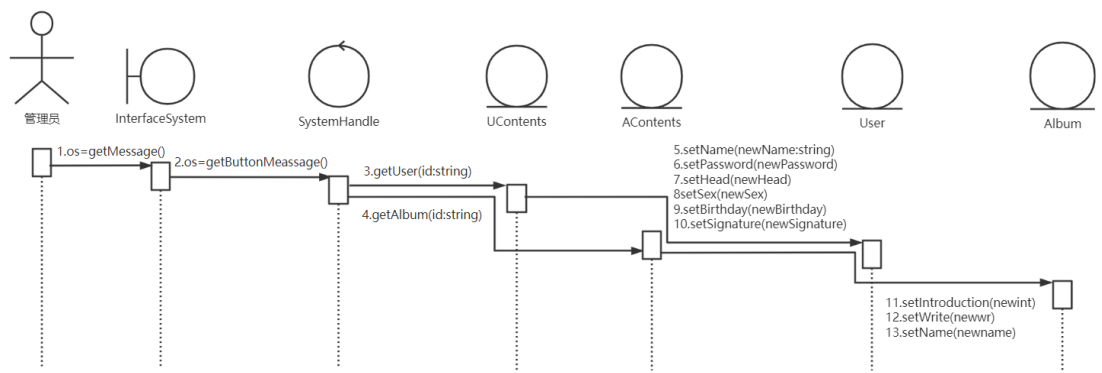 管理员
InterfaceSystem
SystemHandle
UContents
AContents
User
Album
1.os=getMessage()
2.os=getButtonMeassage()
3.getUser(id:string)
4.getAlbum(id:string)
5.setName(newName:string)
6.setPassword(newPassword)
7.setHead(newHead)
8setSex(newSex)
9.setBirthday(newBirthday)
10.setSignature(newSignature)
11.setIntroduction(newint)
12.setWrite(newwr)
13.setName(newname)